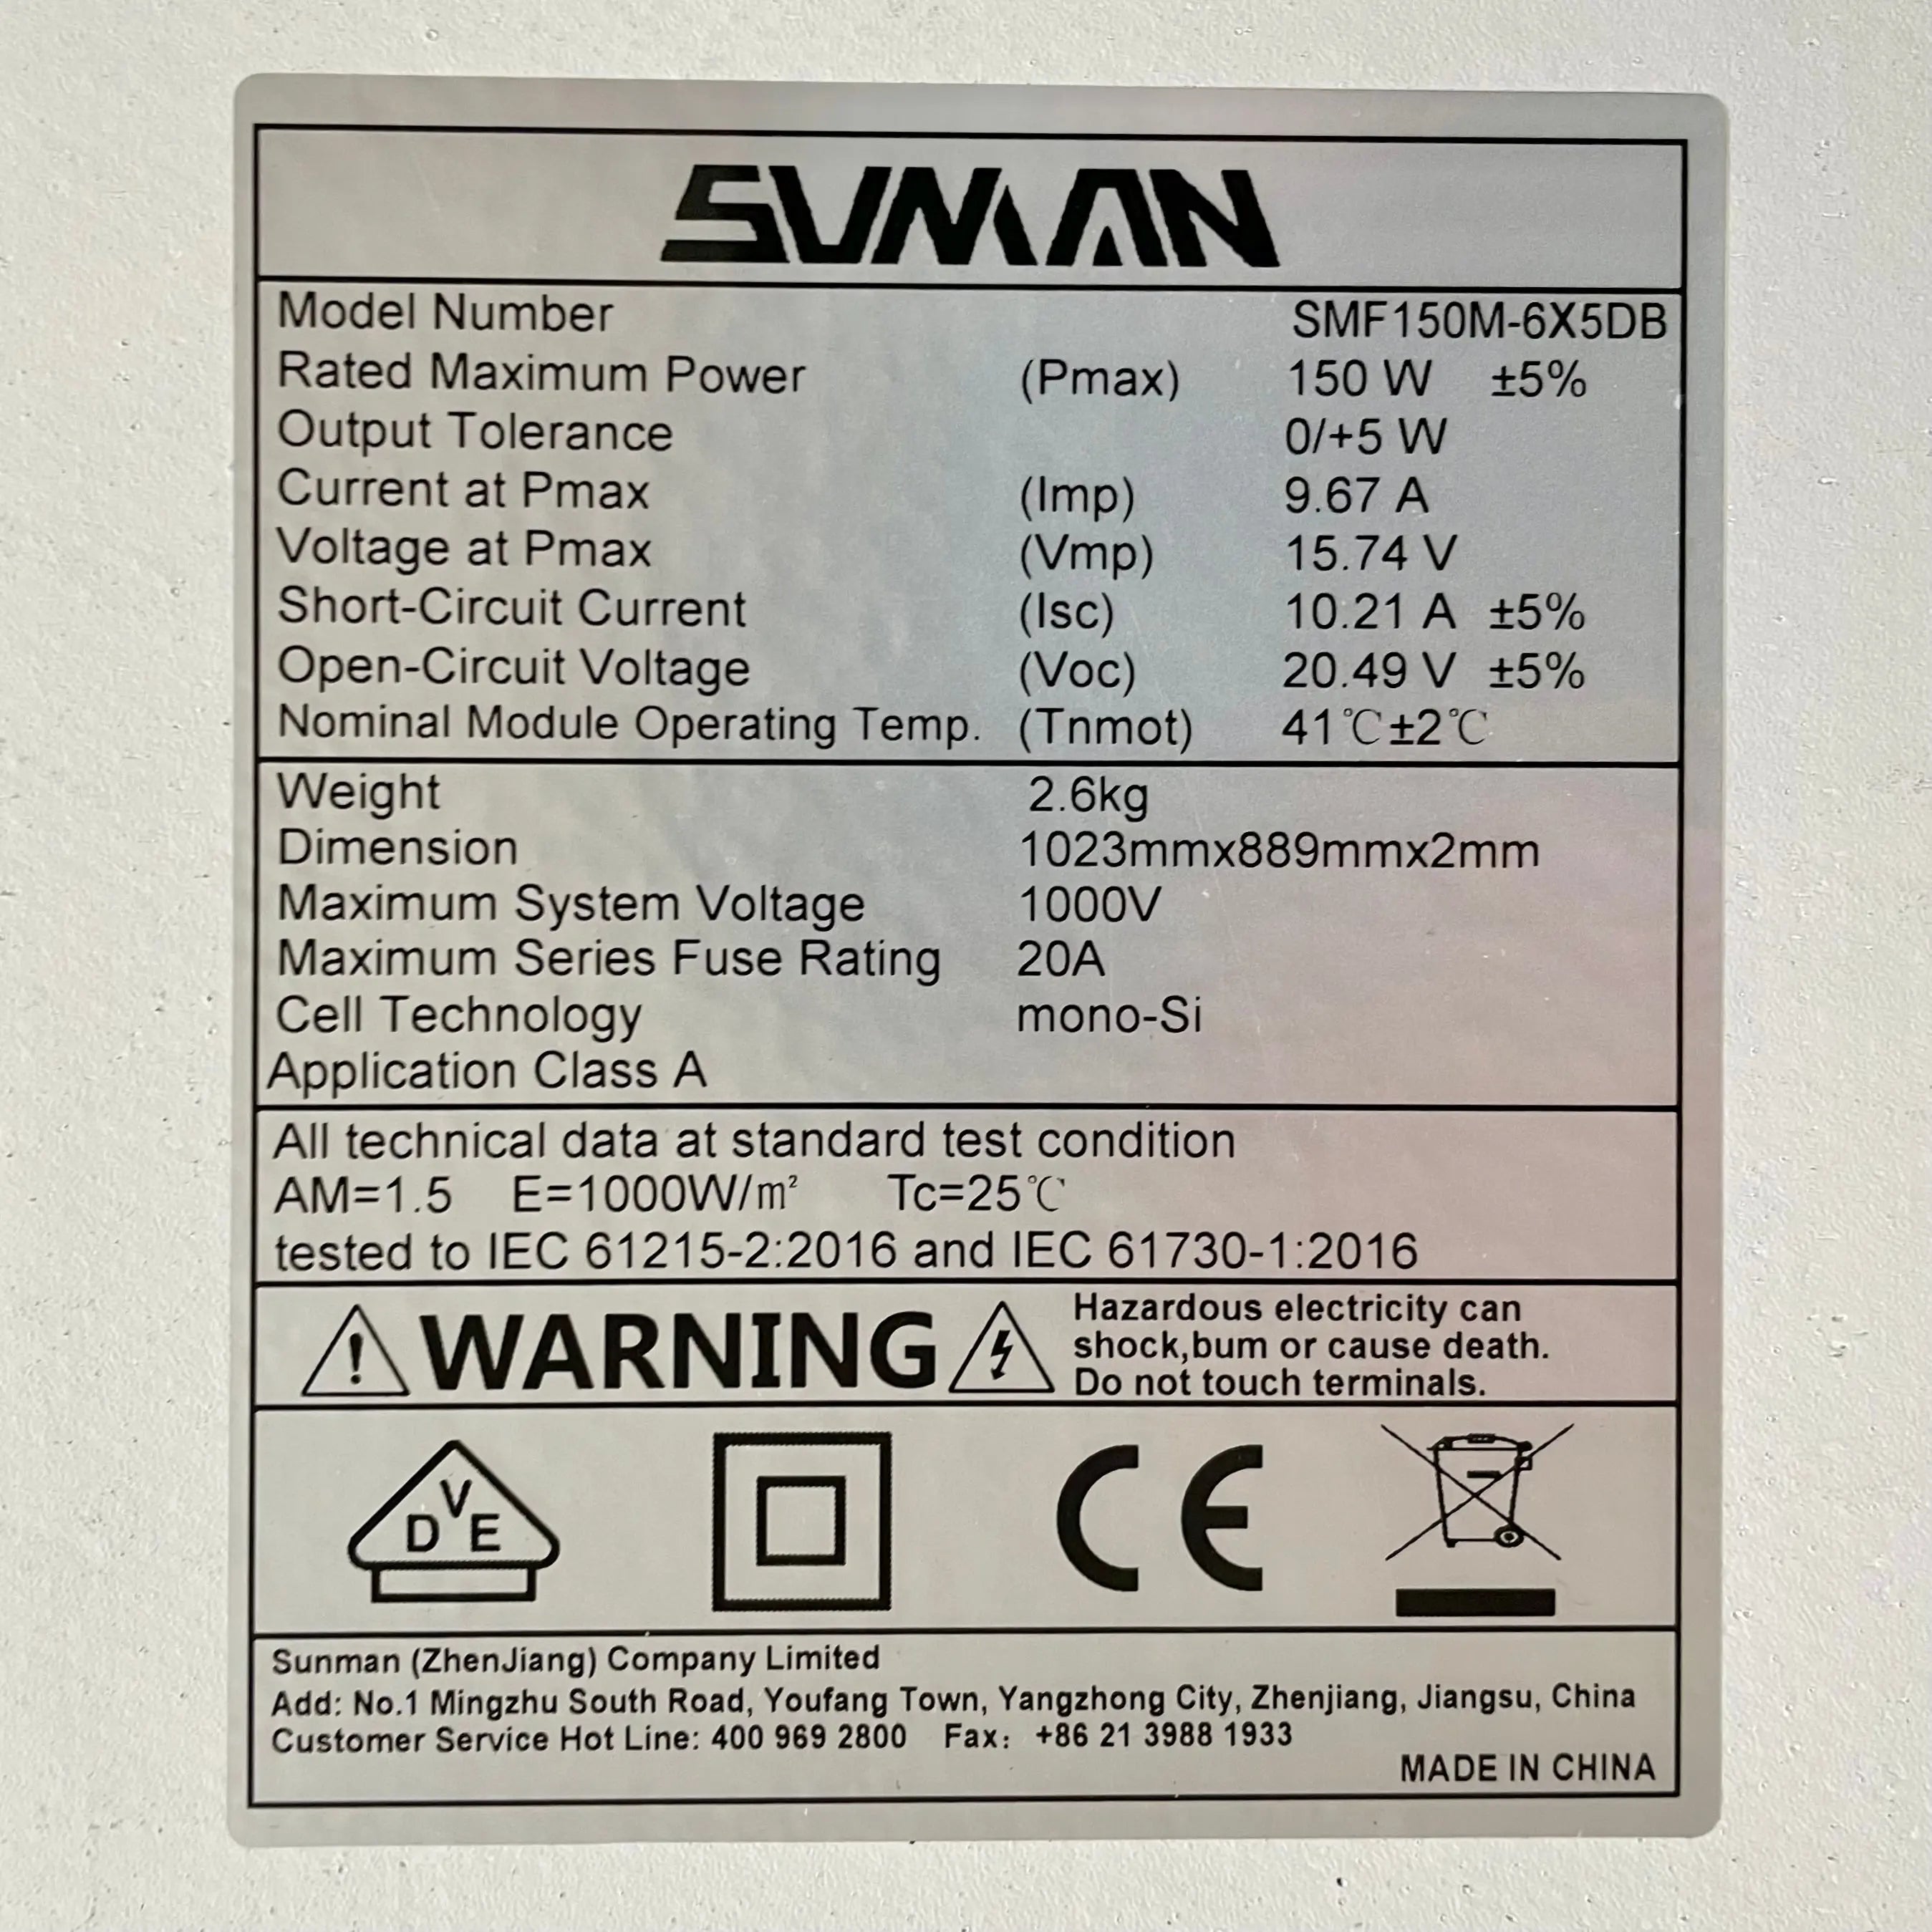 SUNMAN
Model Number SMF150M-6X5DB
Rated Maximum Power (Pmax) 150 W ±5%
Output Tolerance 0/+5 W
Current at Pmax (Imp) 9.67 A
Voltage at Pmax (Vmp) 15.74 V
Short-Circuit Current (Isc) 10.21 A ±5%
Open-Circuit Voltage (Voc) 20.49 V ±5%
Nominal Module Operating Temp. (Tnmot) 41℃±2℃
Weight 2.6kg
Dimension 1023mmx889mmx2mm
Maximum System Voltage 1000V
Maximum Series Fuse Rating 20A
Cell Technology mono-Si
Application Class A
All technical data at standard test condition
AM=1.5 E=1000W/m² Tc=25℃
tested to IEC 61215-2:2016 and IEC 61730-1:2016
WARNING
Hazardous electricity can
shock,bum or cause death.
Do not touch terminals.
DVE
CE
Sunman (ZhenJiang) Company Limited
Add: No.1 Mingzhu South Road, Youfang Town, Yangzhong City, Zhenjiang, Jiangsu, China
Customer Service Hot Line: 400 969 2800 Fax: +86 21 3988 1933
MADE IN CHINA